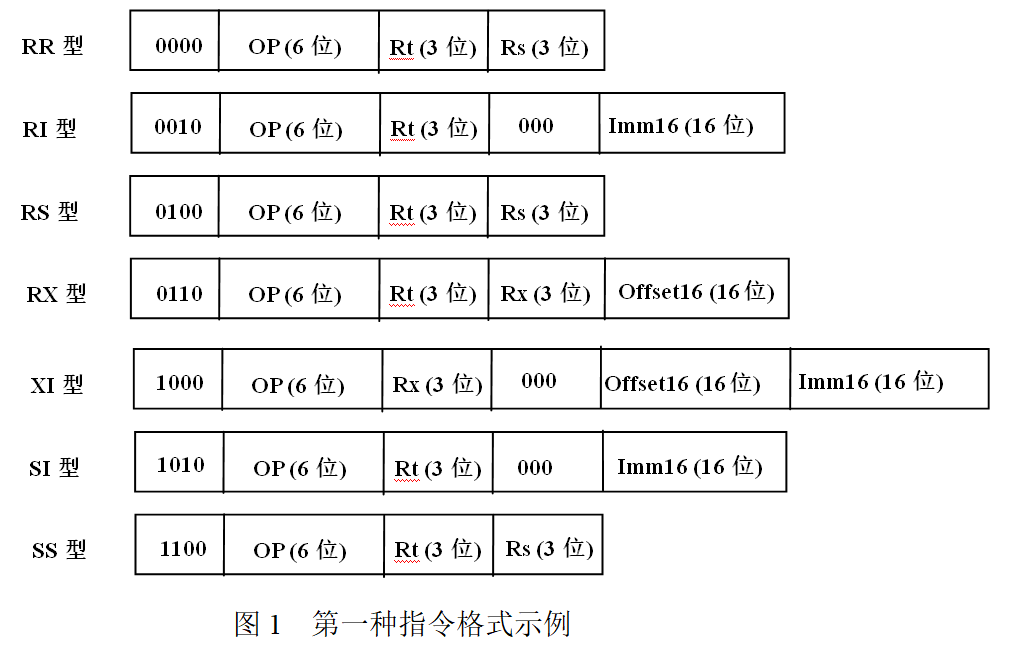 RR 型 0000 OP (6 位) Rt (3 位) Rs (3 位)
RI 型 0010 OP (6 位) Rt (3 位) 000 Imm16 (16 位)
RS 型 0100 OP (6 位) Rt (3 位) Rs (3 位)
RX 型 0110 OP (6 位) Rt (3 位) Rx (3 位) Offset16 (16 位)
XI 型 1000 OP (6 位) Rx (3 位) 000 Offset16 (16 位) Imm16 (16 位)
SI 型 1010 OP (6 位) Rt (3 位) 000 Imm16 (16 位)
SS 型 1100 OP (6 位) Rt (3 位) Rs (3 位)
图 1 第一种指令格式示例